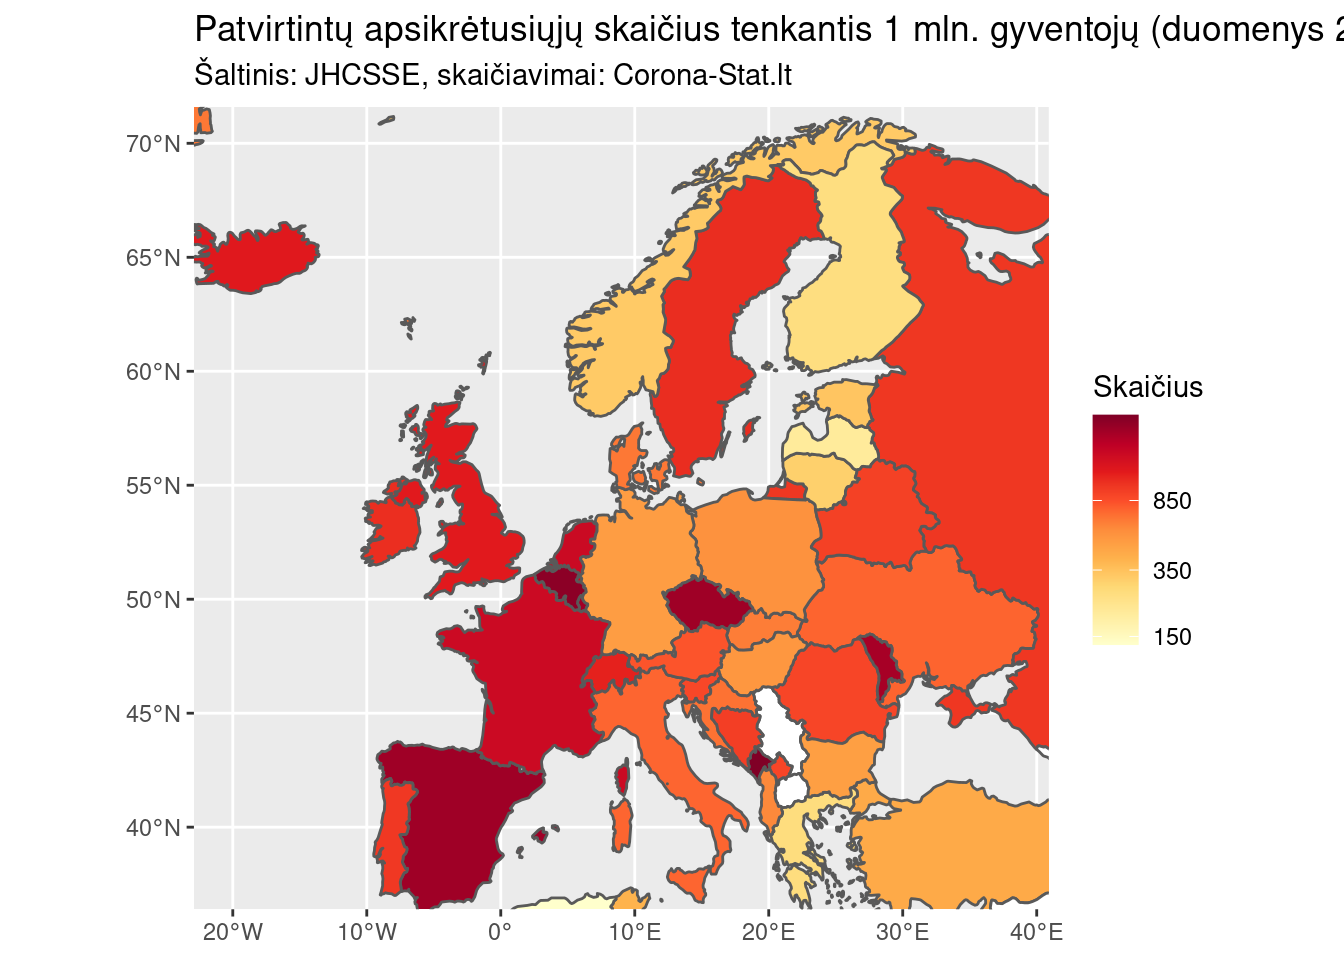 Patvirtintų apsikrėtusiųjų skaičius tenkantis 1 mln. gyventojų (duomenys 2
Šaltinis: JHCSSE, skaičiavimai: Corona-Stat.lt
70°N
65°N
60°N
55°N
50°N
45°N
40°N
20°W 10°W 0° 10°E 20°E 30°E 40°E
Skaičius
850
350
150